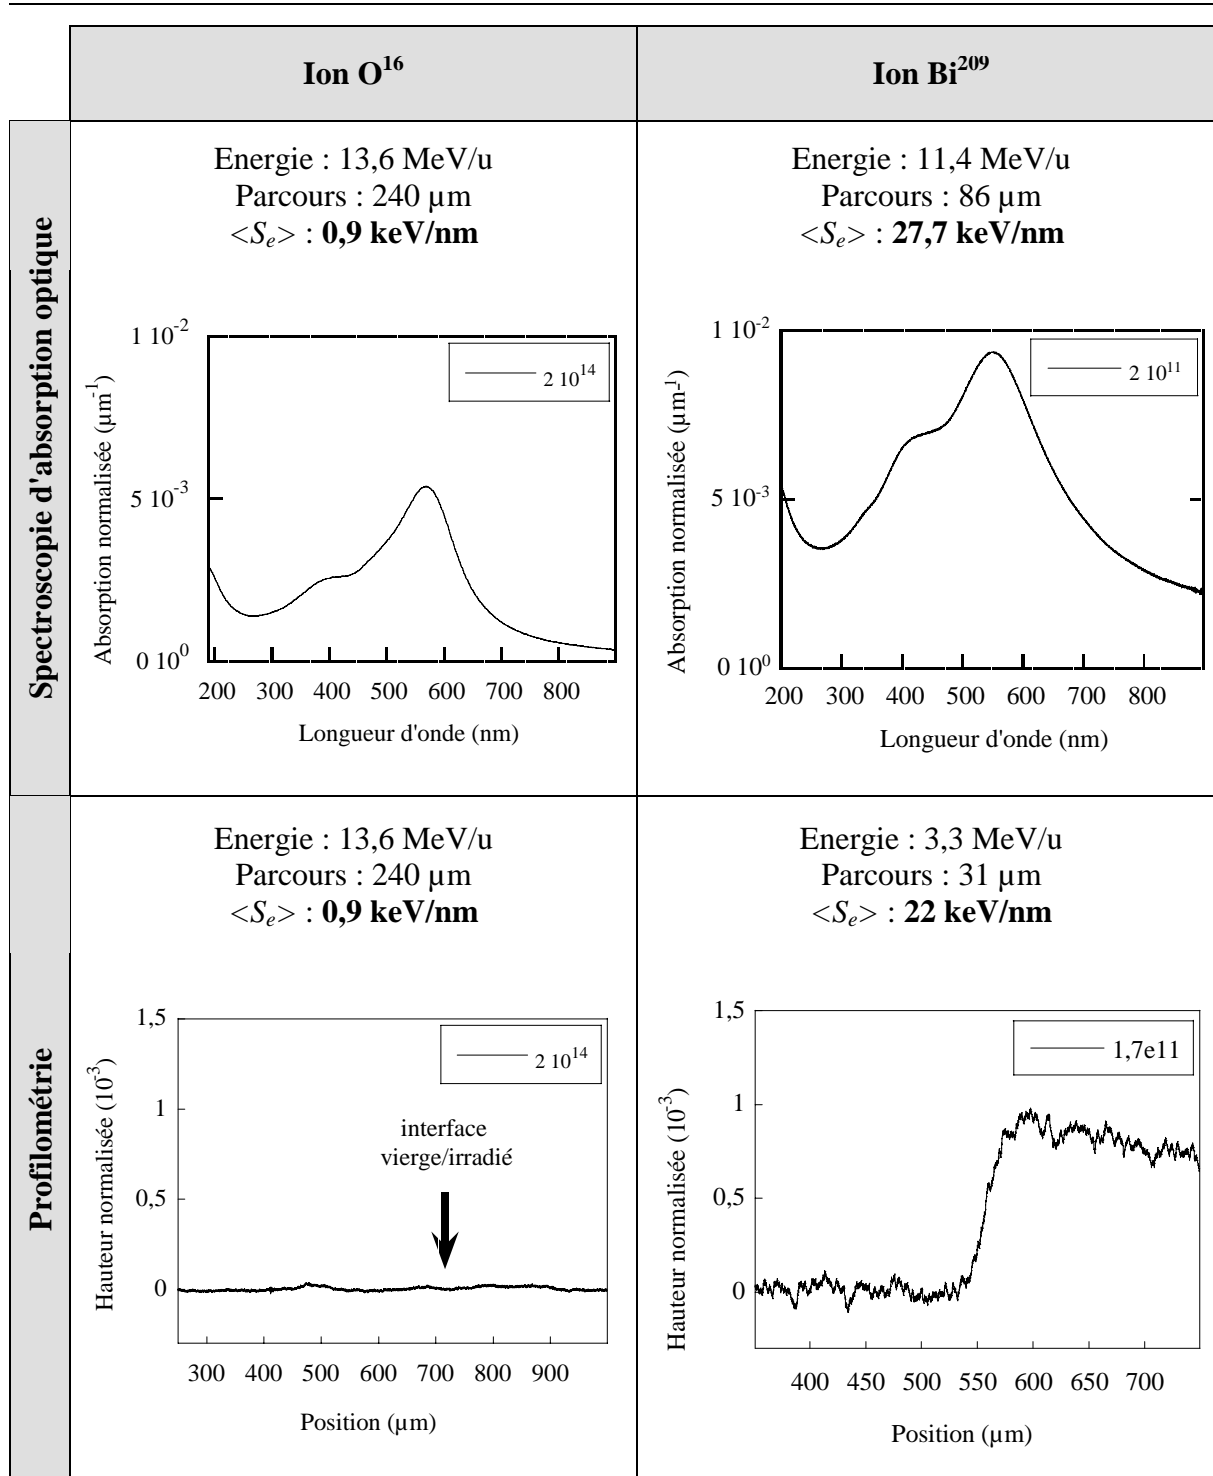 Ion O16
Ion Bi209
Spectroscopie d'absorption optique
Energie : 13,6 MeV/u
Parcours : 240 µm
<Se> : 0,9 keV/nm
1 10-2
5 10-3
0 100
Absorption normalisée (µm-1)
2 1014
200 300 400 500 600 700 800
Longueur d'onde (nm)
Energie : 11,4 MeV/u
Parcours : 86 µm
<Se> : 27,7 keV/nm
1 10-2
5 10-3
0 100
Absorption normalisée (µm-1)
2 1011
200 300 400 500 600 700 800
Longueur d'onde (nm)
Profilométrie
Energie : 13,6 MeV/u
Parcours : 240 µm
<Se> : 0,9 keV/nm
1,5
1
0,5
0
Hauteur normalisée (10-3)
2 1014
interface
vierge/irradié
300 400 500 600 700 800 900
Position (µm)
Energie : 3,3 MeV/u
Parcours : 31 µm
<Se> : 22 keV/nm
1,5
1
0,5
0
Hauteur normalisée (10-3)
1,7e11
400 450 500 550 600 650 700
Position (µm)